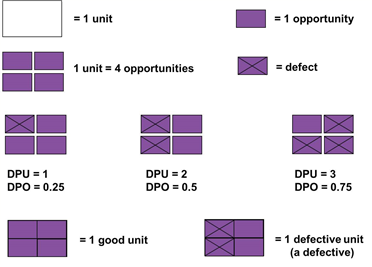 = 1 unit
= 1 opportunity
1 unit = 4 opportunities
= defect
DPU = 1
DPO = 0.25
DPU = 2
DPO = 0.5
DPU = 3
DPO = 0.75
= 1 good unit
= 1 defective unit
(a defective)